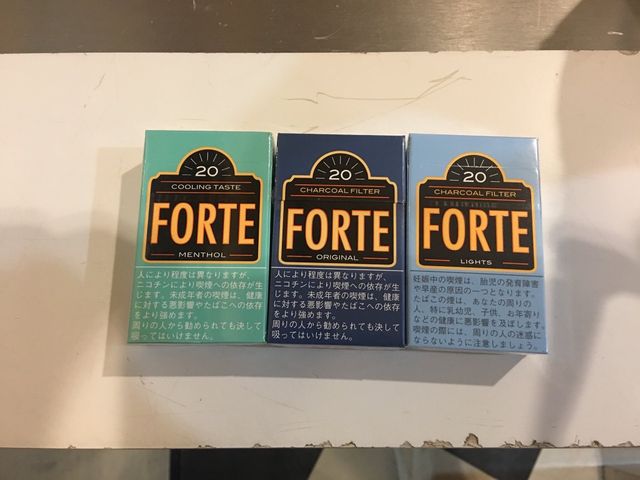 20
COOLING TASTE
FORTE
MENTHOL
人により程度は異なりますが、
ニコチンにより喫煙への依存が生
じます。未成年者の喫煙は、健康
に対する悪影響やたばこへの依存
をより強めます。
周りの人から勧められても決して
吸ってはいけません。
20
CHARCOAL FILTER
FORTE
ORIGINAL
人により程度は異なりますが、
ニコチンにより喫煙への依存が生
じます。未成年者の喫煙は、健康
に対する悪影響やたばこへの依存
をより強めます。
周りの人から勧められても決して
吸ってはいけません。
20
CHARCOAL FILTER
FORTE
LIGHTS
妊娠中の喫煙は、胎児の発育障害
や早産の原因の一つとなります。
たばこの煙は、あなたの周りの
人、特に乳幼児、子供、お年寄り
などの健康に悪影響を及ぼします。
喫煙の際には、周りの人の迷惑に
ならないように注意しましょう。